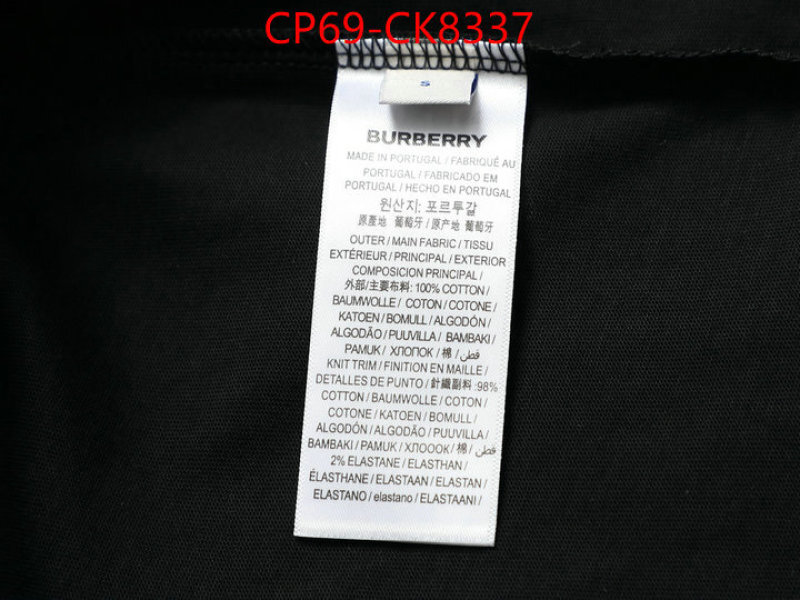 CP69-CK8337
S
BURBERRY
MADE IN PORTUGAL / FABRIQUÉ AU
PORTUGAL / FABRICADO EM
PORTUGAL / HECHO EN PORTUGAL
원산지: 포르투갈
原產地 葡萄牙 / 原产地 葡萄牙
OUTER / MAIN FABRIC / TISSU
EXTÉRIEUR / PRINCIPAL / EXTERIOR
COMPOSICION PRINCIPAL /
外部/主要布料: 100% COTTON /
BAUMWOLLE / COTON / COTONE /
KATOEN / BOMULL / ALGODÓN /
ALGODÃO / PUUVILLA / BAMBAKI /
PAMUK / ХЛОПОК / 棉 / قطن /
KNIT TRIM / FINITION EN MAILLE /
DETALLES DE PUNTO / 針織副料 :98%
COTTON / BAUMWOLLE / COTON /
COTONE / KATOEN / BOMULL /
ALGODÓN / ALGODÃO / PUUVILLA /
BAMBAKI / PAMUK / ХЛОООК / 棉 / قطن /
2% ELASTANE / ELASTHAN /
ÉLASTHANE / ELASTAAN / ELASTAN /
ELASTANO / elastano / ELASTAANI /